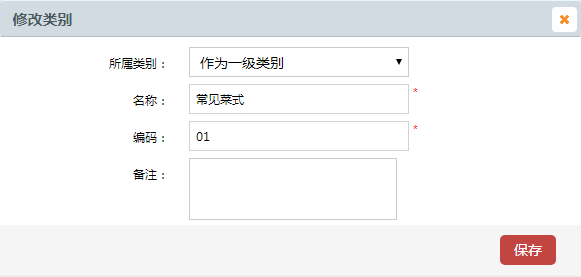 修改类别
所属类别： 作为一级类别
名称： 常见菜式 *
编码： 01 *
备注：
保存